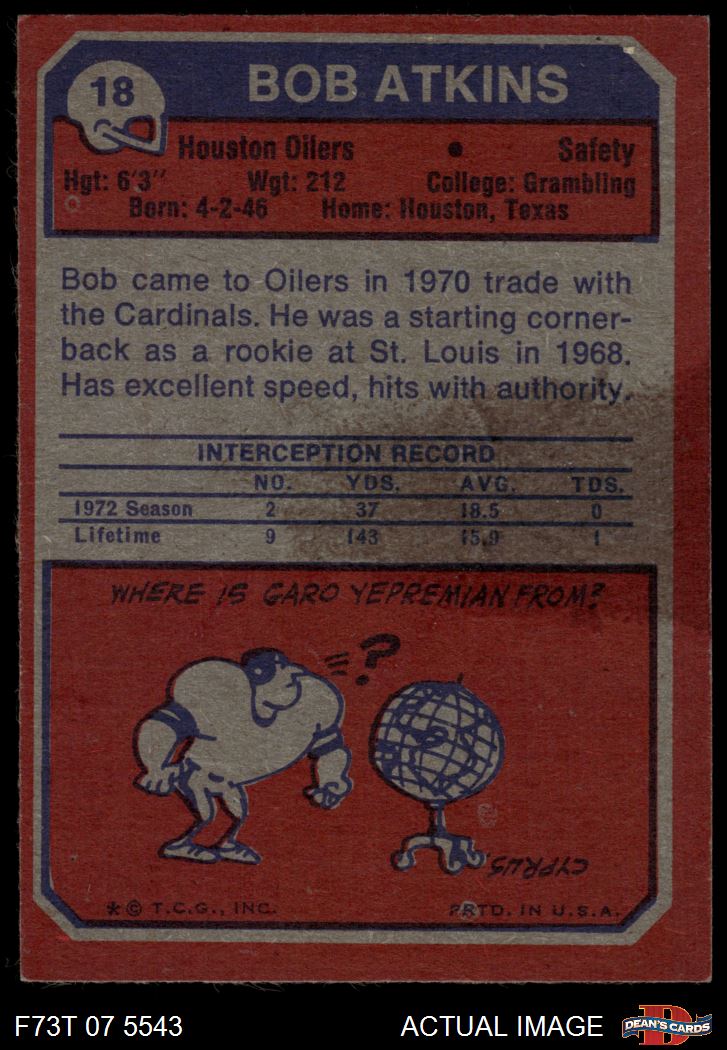 18
BOB ATKINS
Houston Oilers • Safety
Hgt: 6'3" Wgt: 212 College: Grambling
Born: 4-2-46 Home: Houston, Texas
Bob came to Oilers in 1970 trade with
the Cardinals. He was a starting corner-
back as a rookie at St. Louis in 1968.
Has excellent speed, hits with authority.
INTERCEPTION RECORD
NO. YDS. AVG. TDS.
1972 Season 2 37 18.5 0
Lifetime 9 143 15.9 1
WHERE IS GARO YEPREMIAN FROM?
?
CYPRUS.
* © T.C.G., INC. PRTD. IN U.S.A.
F73T 07 5543 ACTUAL IMAGE
D
DEAN'S CARDS